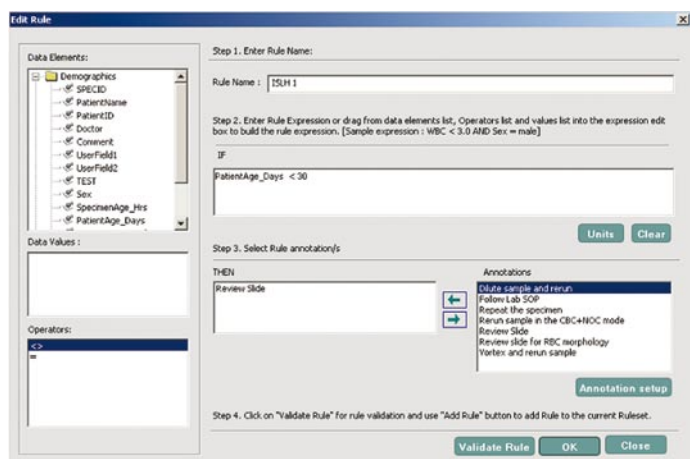 Edit Rule
Data Elements:
Demographics
SPECID
PatientName
PatientID
Doctor
Comment
UserField1
UserField2
TEST
Sex
SpecimenAge_Hrs
PatientAge_Days
Data Values :
Operators:
<>
=
Step 1. Enter Rule Name:
Rule Name : ISLH 1
Step 2. Enter Rule Expression or drag from data elements list, Operators list and values list into the expression edit
box to build the rule expression. [Sample expression : WBC < 3.0 AND Sex = male]
IF
PatientAge_Days < 30
Units Clear
Step 3. Select Rule annotation/s
THEN
Review Slide
Annotations
Dilute sample and rerun
Follow Lab SOP
Repeat the specimen
Rerun sample in the CBC+NOC mode
Review Slide
Review slide for RBC morphology
Vortex and rerun sample
Annotation setup
Step 4. Click on "Validate Rule" for rule validation and use "Add Rule" button to add Rule to the current Ruleset.
Validate Rule OK Close